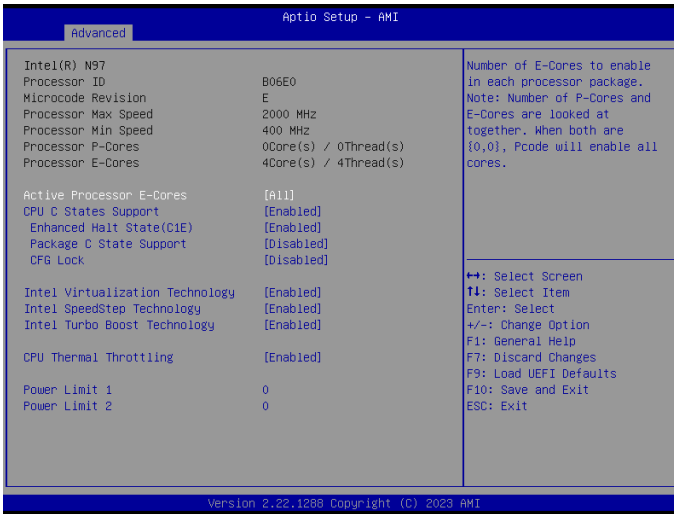 Aptio Setup – AMI
Advanced
Intel(R) N97
Processor ID B06E0
Microcode Revision E
Processor Max Speed 2000 MHz
Processor Min Speed 400 MHz
Processor P-Cores 0Core(s) / 0Thread(s)
Processor E-Cores 4Core(s) / 4Thread(s)
Active Processor E-Cores [All]
CPU C States Support [Enabled]
Enhanced Halt State(C1E) [Enabled]
Package C State Support [Disabled]
CFG Lock [Disabled]
Intel Virtualization Technology [Enabled]
Intel SpeedStep Technology [Enabled]
Intel Turbo Boost Technology [Enabled]
CPU Thermal Throttling [Enabled]
Power Limit 1 0
Power Limit 2 0
Number of E-Cores to enable
in each processor package.
Note: Number of P-Cores and
E-Cores are looked at
together. When both are
{0,0}, Pcode will enable all
cores.
↔: Select Screen
↑↓: Select Item
Enter: Select
+/-: Change Option
F1: General Help
F7: Discard Changes
F9: Load UEFI Defaults
F10: Save and Exit
ESC: Exit
Version 2.22.1288 Copyright (C) 2023 AMI